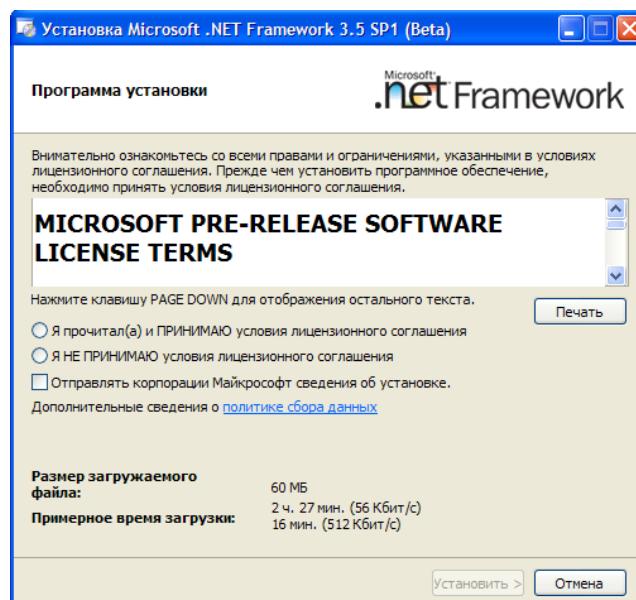 Установка Microsoft .NET Framework 3.5 SP1 (Beta)
Программа установки
Microsoft
.net Framework
Внимательно ознакомьтесь со всеми правами и ограничениями, указанными в условиях
лицензионного соглашения. Прежде чем установить программное обеспечение,
необходимо принять условия лицензионного соглашения.
MICROSOFT PRE-RELEASE SOFTWARE
LICENSE TERMS
Нажмите клавишу PAGE DOWN для отображения остального текста.
Печать
Я прочитал(а) и ПРИНИМАЮ условия лицензионного соглашения
Я НЕ ПРИНИМАЮ условия лицензионного соглашения
Отправлять корпорации Майкрософт сведения об установке.
Дополнительные сведения о политике сбора данных
Размер загружаемого
файла:
60 МБ
Примерное время загрузки:
2 ч. 27 мин. (56 Кбит/с)
16 мин. (512 Кбит/с)
Установить >
Отмена